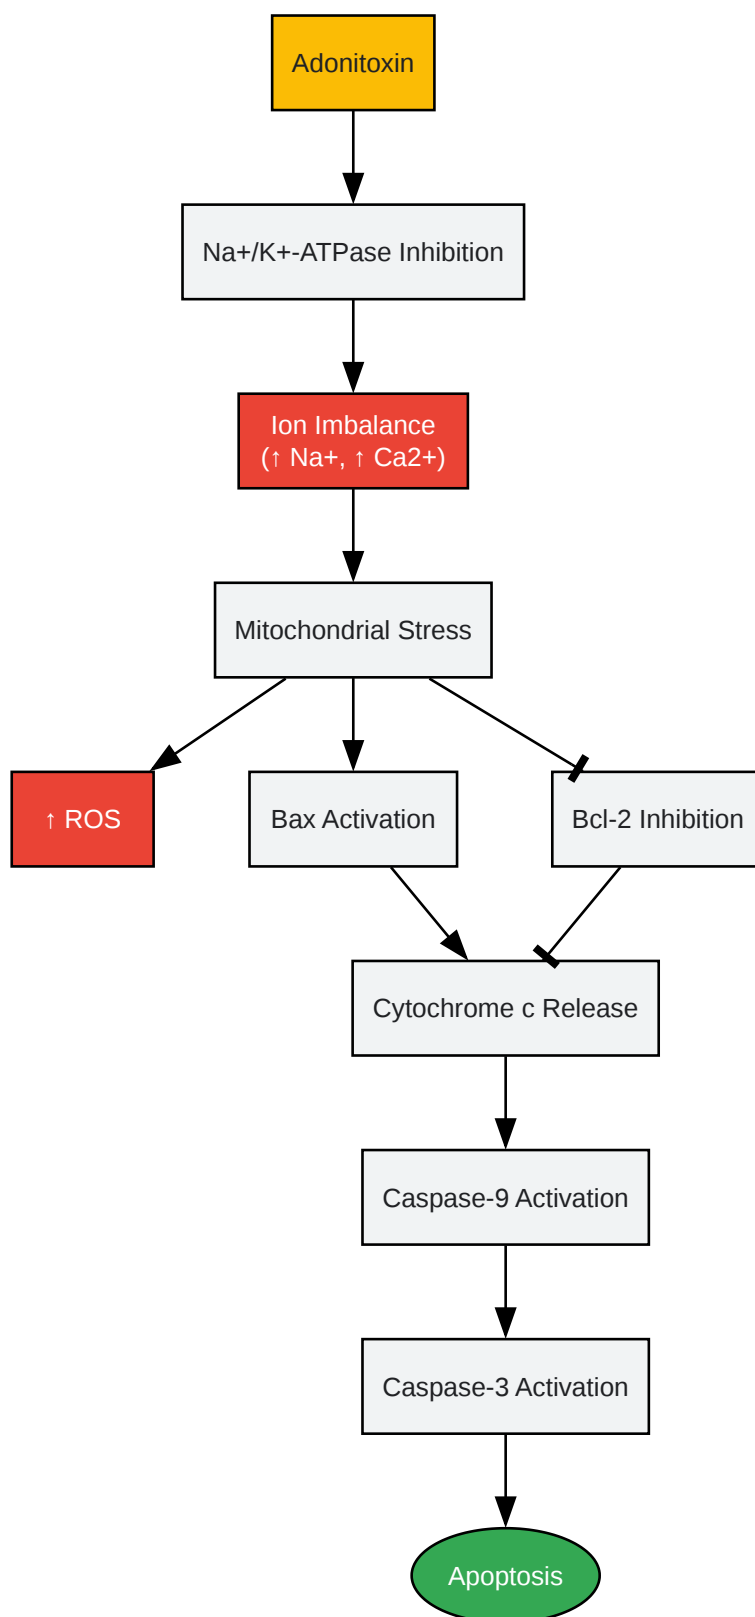 Adonitoxin
Na+/K+-ATPase Inhibition
Ion Imbalance
(↑ Na+, ↑ Ca2+)
Mitochondrial Stress
↑ ROS
Bax Activation
Bcl-2 Inhibition
Cytochrome c Release
Caspase-9 Activation
Caspase-3 Activation
Apoptosis